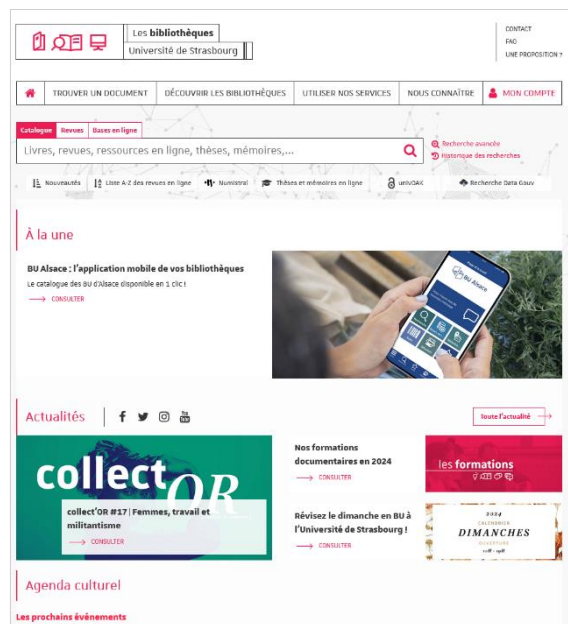 Les bibliothèques
Université de Strasbourg
CONTACT
FAQ
UNE PROPOSITION ?
TROUVER UN DOCUMENT
DÉCOUVRIR LES BIBLIOTHÈQUES
UTILISER NOS SERVICES
NOUS CONNAÎTRE
MON COMPTE
Catalogue
Revues
Bases en ligne
Livres, revues, ressources en ligne, thèses, mémoires,...
Recherche avancée
Historique des recherches
Nouveautés
Liste A-Z des revues en ligne
Numistral
Thèses et mémoires en ligne
univOAK
Recherche Data Gouv
À la une
BU Alsace : l'application mobile de vos bibliothèques
Le catalogue des BU d'Alsace disponible en 1 clic !
CONSULTER
BU Alsace
Actualités
Toute l'actualité
collect
OR
collect'OR #17 | Femmes, travail et
militantisme
CONSULTER
Nos formations
documentaires en 2024
CONSULTER
les formations
Révisez le dimanche en BU à
l'Université de Strasbourg !
CONSULTER
2024
CALENDRIER
DIMANCHES
OUVERTURE
Agenda culturel
Les prochains événements